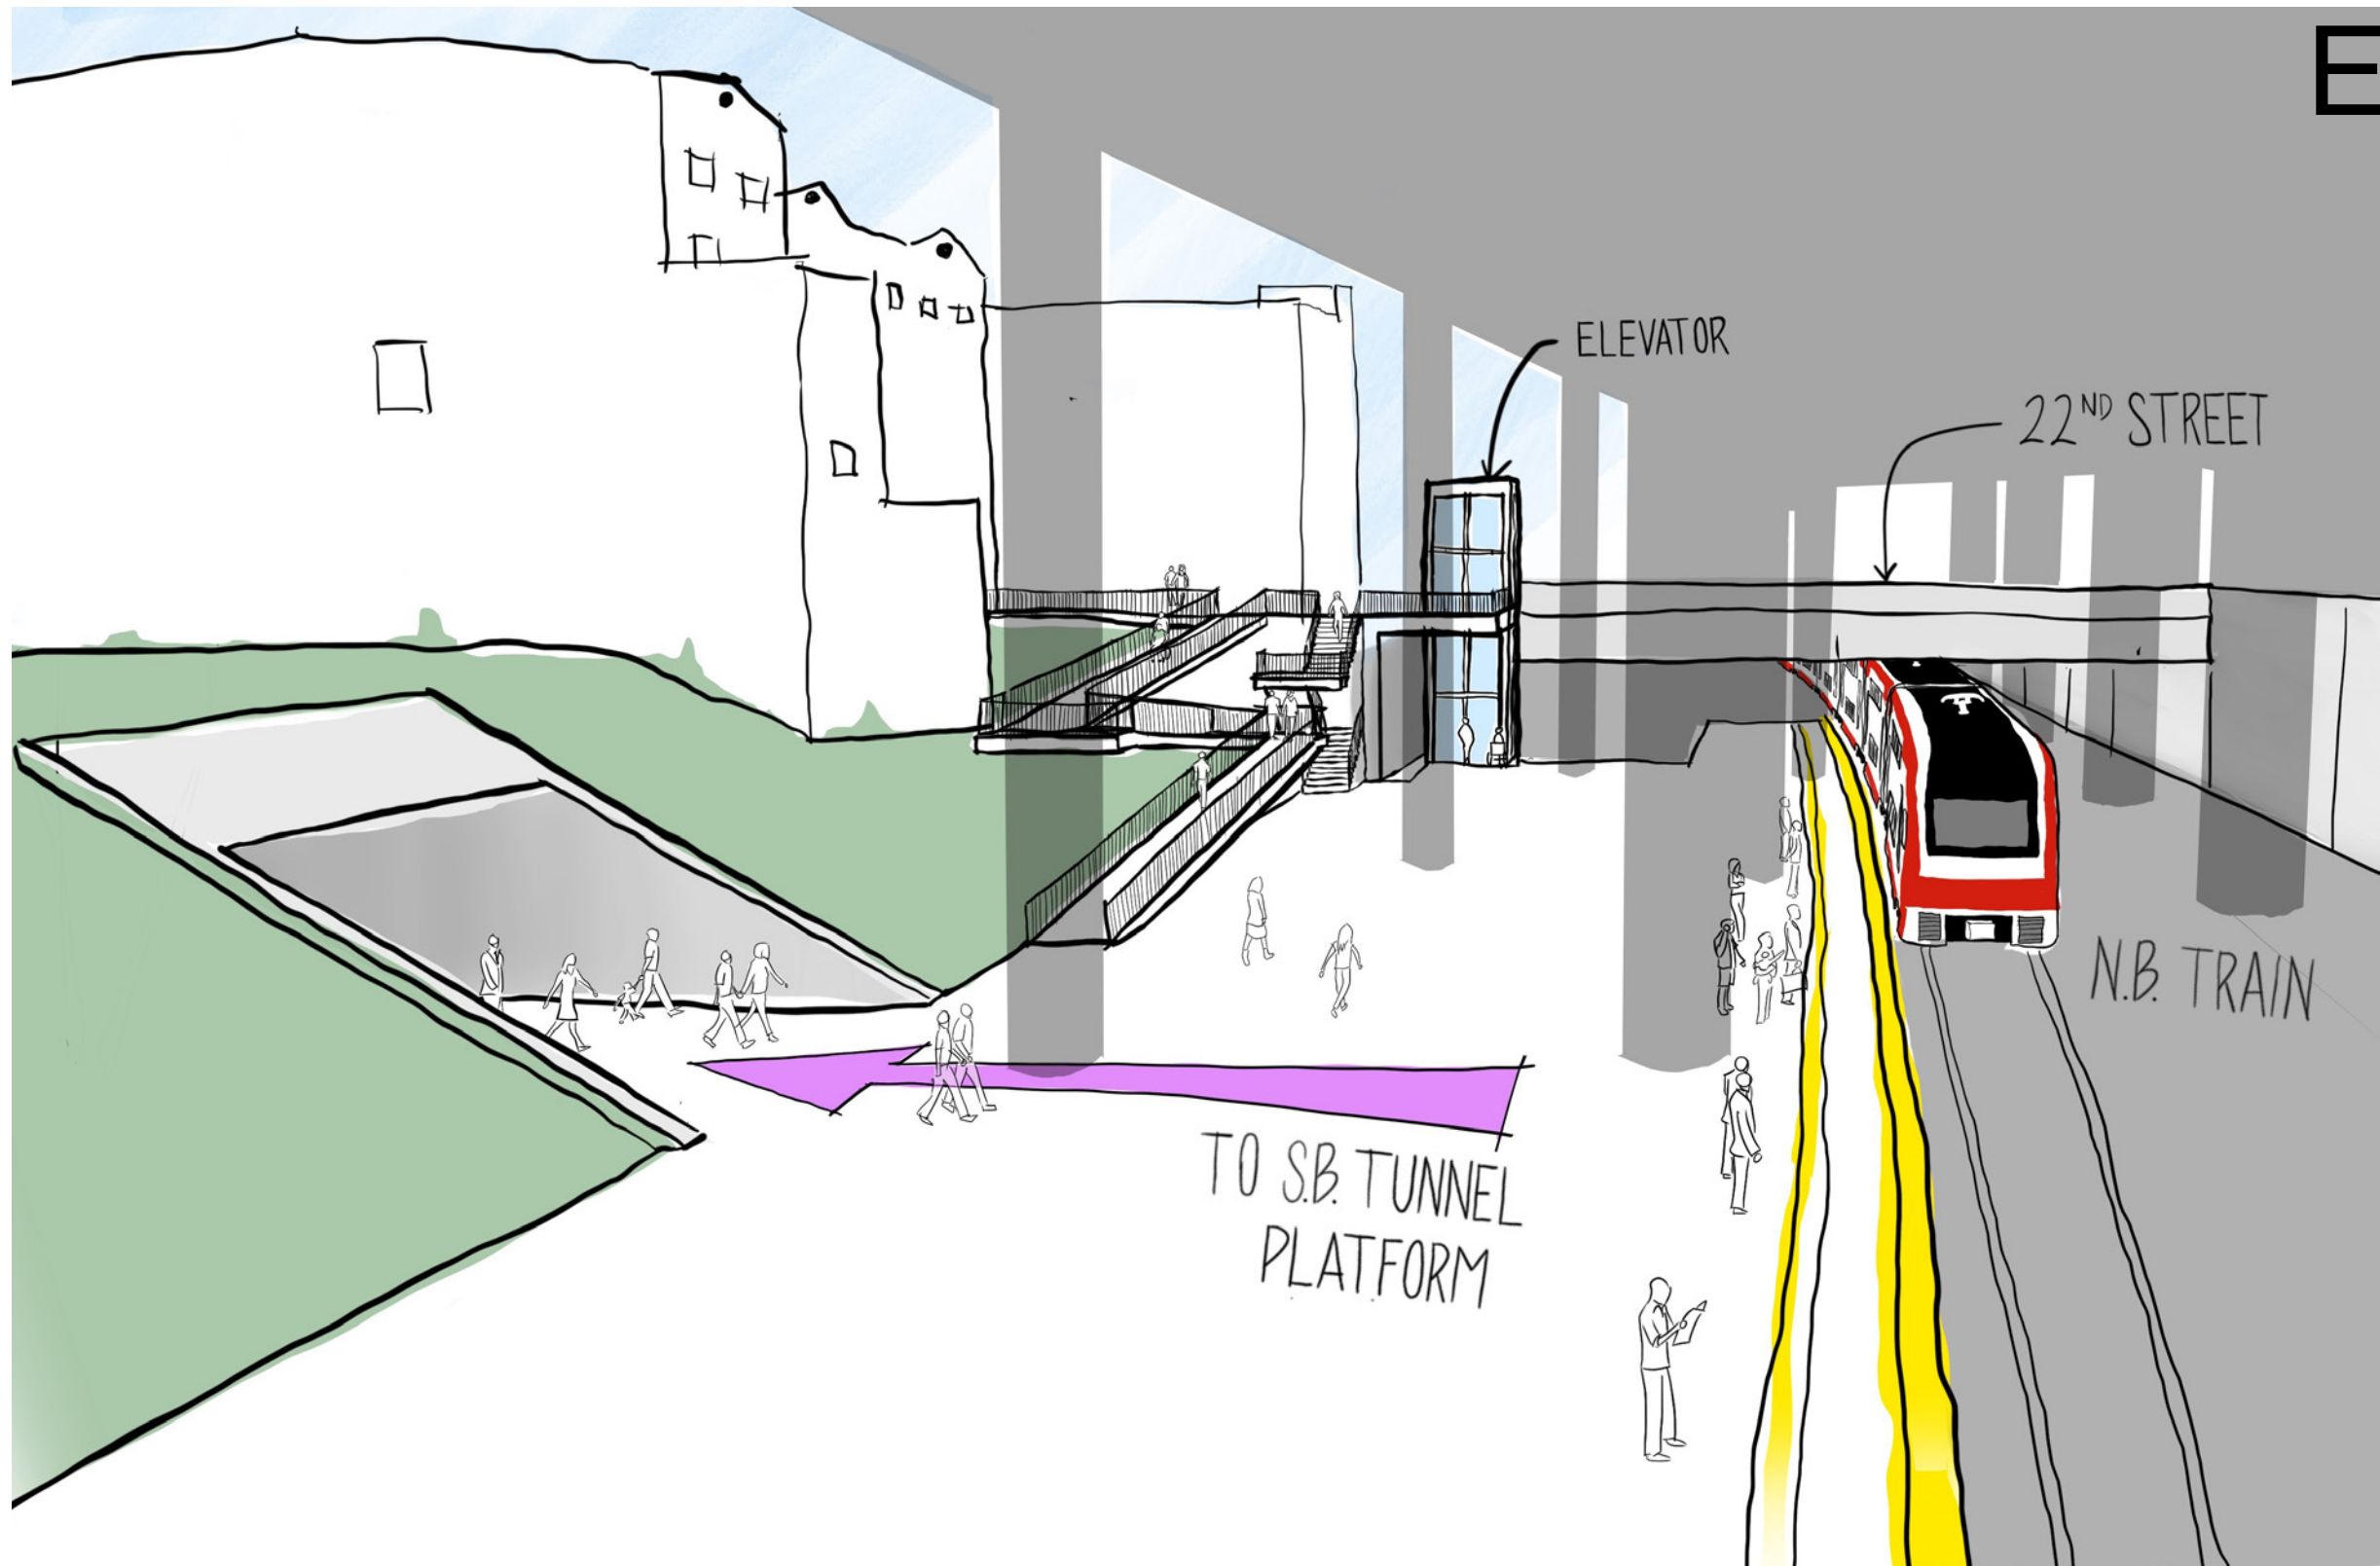 E
ELEVATOR
22ND STREET
N.B. TRAIN
TO S.B. TUNNEL
PLATFORM